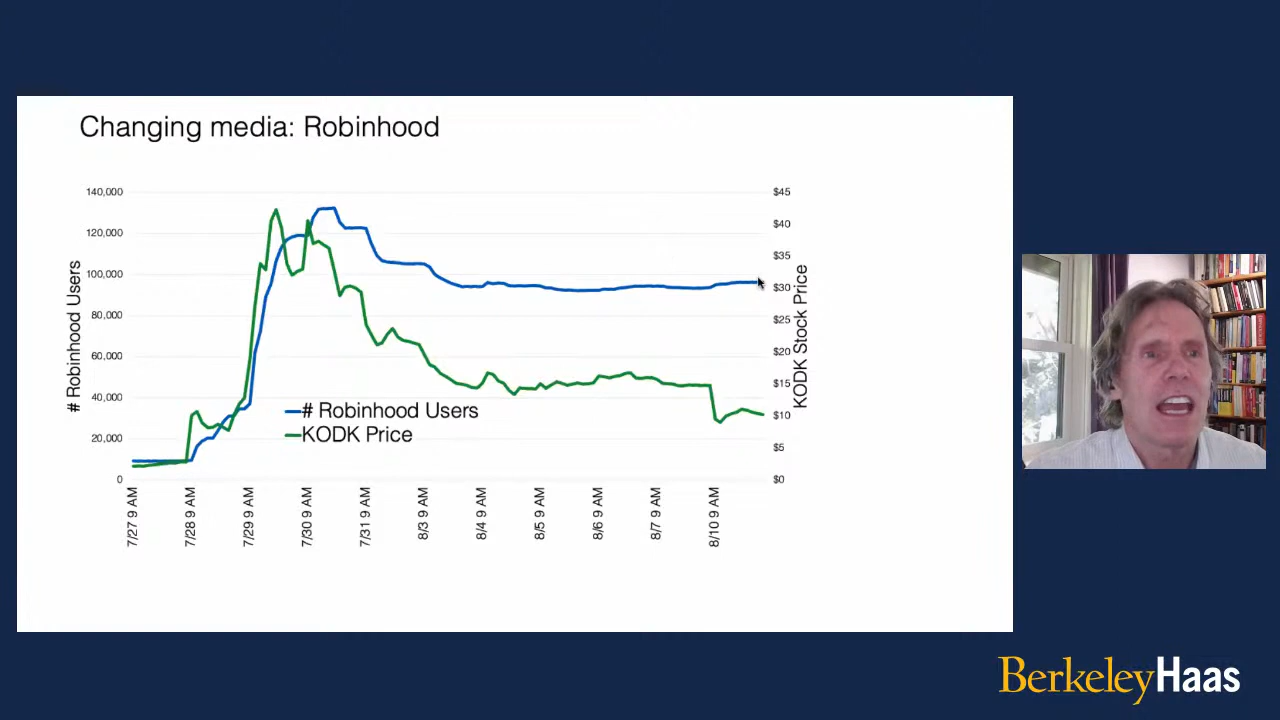 Changing media: Robinhood
# Robinhood Users
140,000
120,000
100,000
80,000
60,000
40,000
20,000
0
$45
$40
$35
$30
$25
$20
$15
$10
$5
$0
KODK Stock Price
# Robinhood Users
KODK Price
7/27 9 AM
7/28 9 AM
7/29 9 AM
7/30 9 AM
7/31 9 AM
8/3 9 AM
8/4 9 AM
8/5 9 AM
8/6 9 AM
8/7 9 AM
8/10 9 AM
BerkeleyHaas